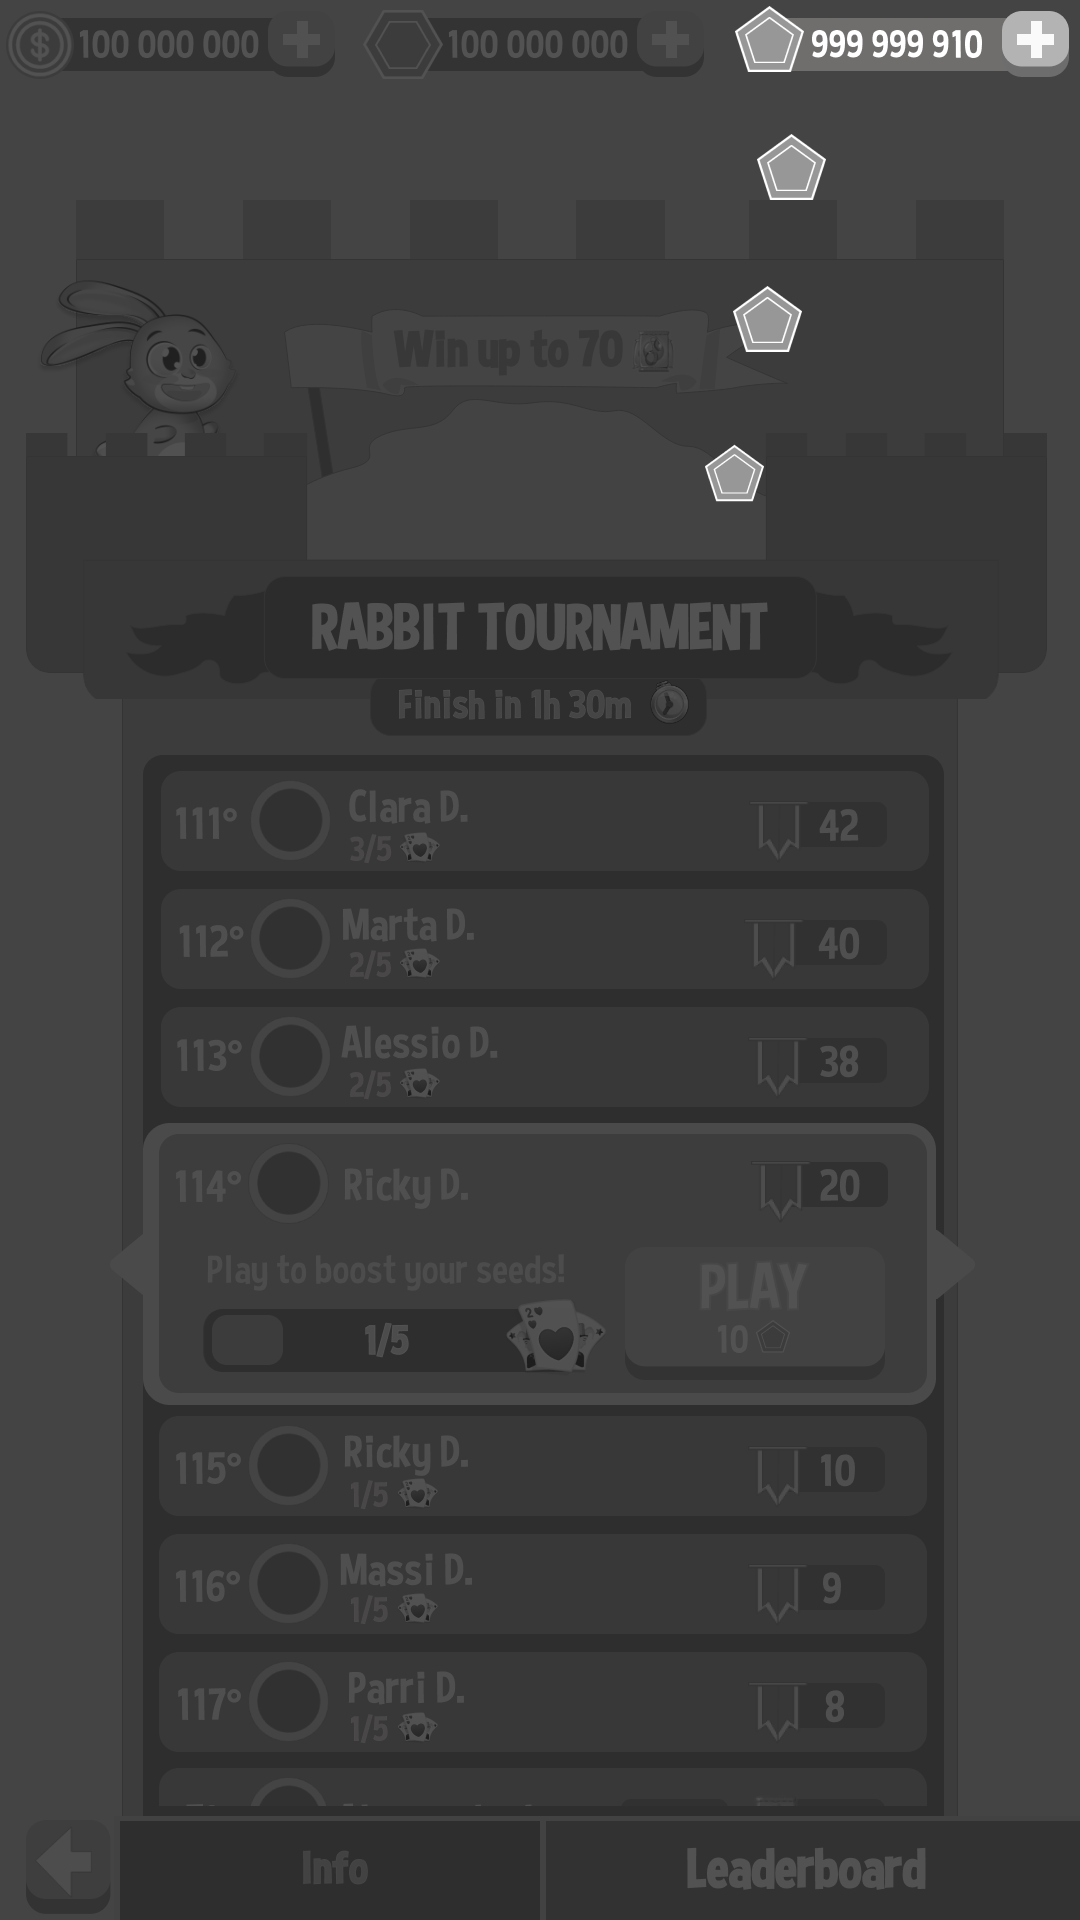 100 000 000
100 000 000
999 999 910
Win up to 70
RABBIT TOURNAMENT
Finish in 1h 30m
111° Clara D. 42
3/5
112° Marta D. 40
2/5
113° Alessio D. 38
2/5
114° Ricky D. 20
Play to boost your seeds!
PLAY
1/5
10
115° Ricky D. 10
1/5
116° Massi D. 9
1/5
117° Parri D. 8
1/5
Info
Leaderboard